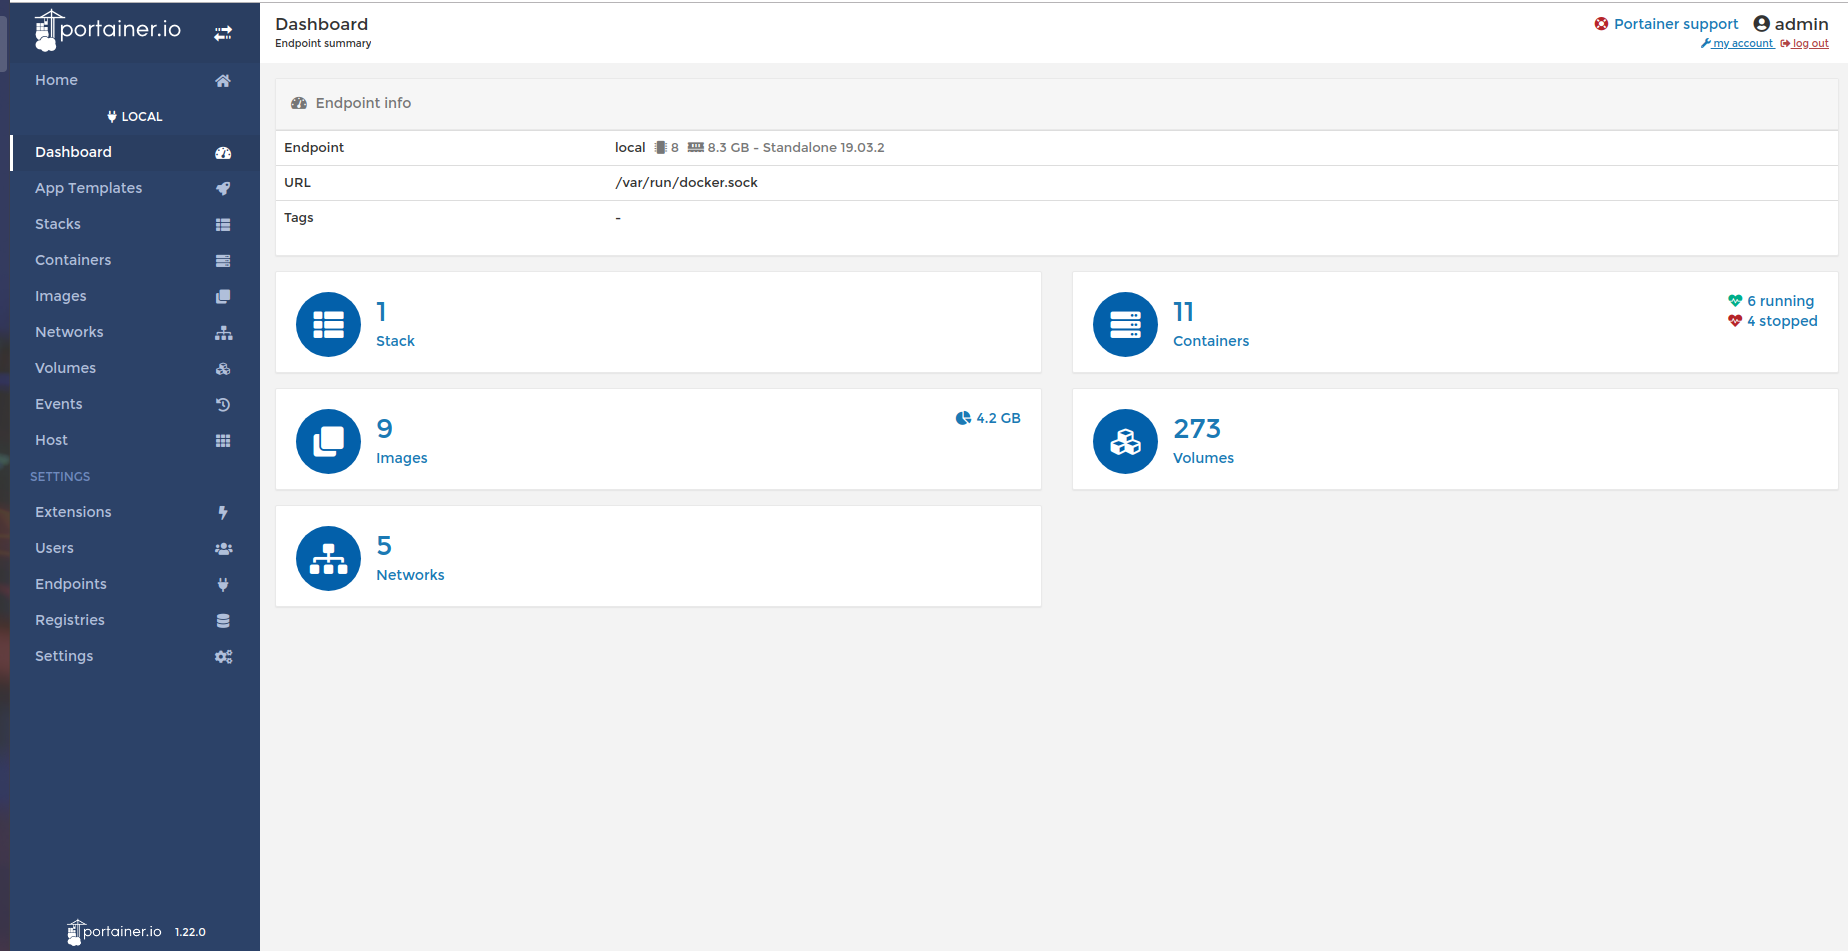 portainer.io
Home
LOCAL
Dashboard
App Templates
Stacks
Containers
Images
Networks
Volumes
Events
Host
SETTINGS
Extensions
Users
Endpoints
Registries
Settings
portainer.io 1.22.0
Dashboard
Endpoint summary
Portainer support admin
my account log out
Endpoint info
Endpoint local 8 8.3 GB - Standalone 19.03.2
URL /var/run/docker.sock
Tags -
1
Stack
11
Containers
6 running
4 stopped
9
Images
4.2 GB
273
Volumes
5
Networks